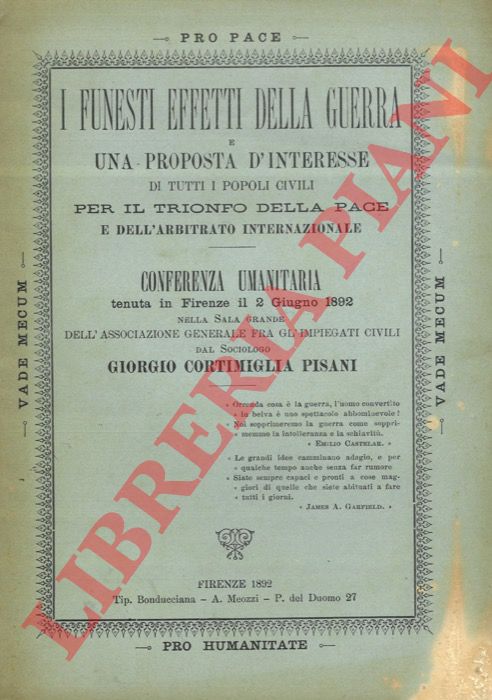 PRO PACE
I FUNESTI EFFETTI DELLA GUERRA
E
UNA PROPOSTA D'INTERESSE
DI TUTTI I POPOLI CIVILI
PER IL TRIONFO DELLA PACE
E DELL'ARBITRATO INTERNAZIONALE
CONFERENZA UMANITARIA
tenuta in Firenze il 2 Giugno 1892
NELLA SALA GRANDE
DELL'ASSOCIAZIONE GENERALE FRA GL'IMPIEGATI CIVILI
DAL SOCIOLOGO
GIORGIO CORTIMIGLIA PISANI
« Orrenda cosa è la guerra, l'uomo convertito
« in belva è uno spettacolo abbominevole!
« Noi sopprimeremo la guerra come soppri-
« memmo la intolleranza e la schiavitù.
« EMILIO CASTELAR. »
« Le grandi idee camminano adagio, e per
« qualche tempo anche senza far rumore
« Siate sempre capaci e pronti a cose mag-
« giori di quelle che siete abituati a fare
« tutti i giorni.
« JAMES A. GARFIELD. »
FIRENZE 1892
Tip. Bonducciana — A. Meozzi — P. del Duomo 27
PRO HUMANITATE
VADE MECUM
VADE MECUM
LIBRERIA PIANI